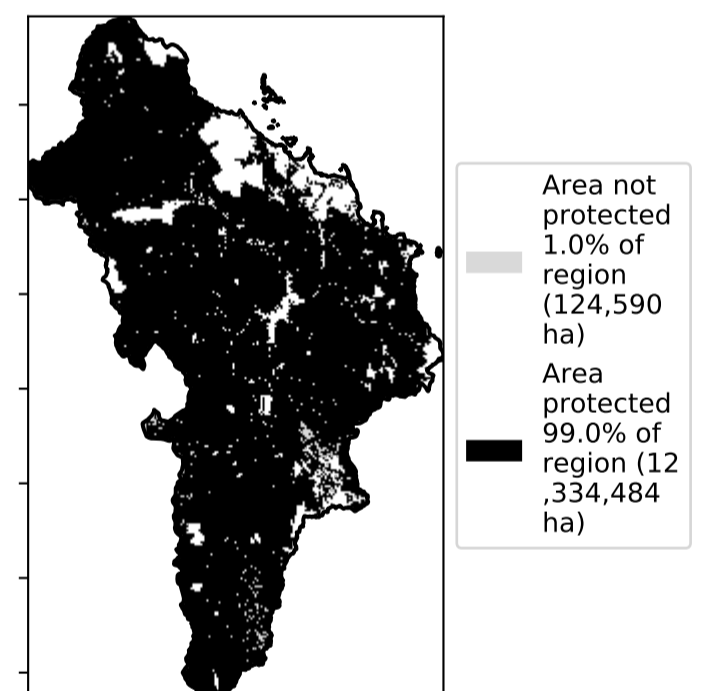 Area not
protected
1.0% of
region
(124,590
ha)
Area
protected
99.0% of
region (12
,334,484
ha)